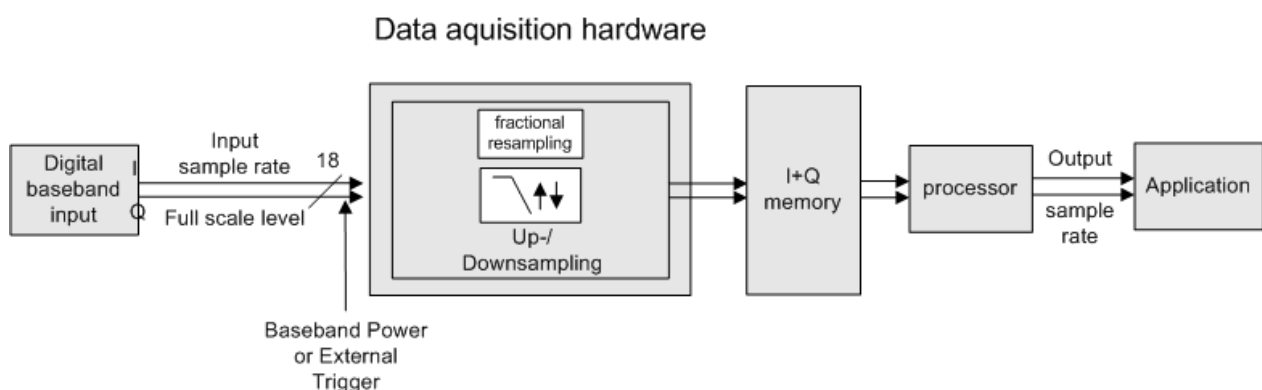 Data aquisition hardware
Digital
baseband
input
I
Q
Input
sample rate
18
Full scale level
Baseband Power
or External
Trigger
fractional
resampling
Up-/
Downsampling
I+Q
memory
processor
Output
sample
rate
Application